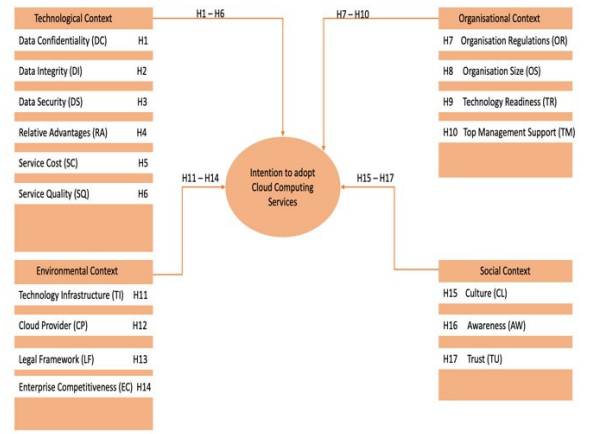 Technological Context
Data Confidentiality (DC) H1
Data Integrity (DI) H2
Data Security (DS) H3
Relative Advantages (RA) H4
Service Cost (SC) H5
Service Quality (SQ) H6
H1 – H6
H7 – H10
Organisational Context
H7 Organisation Regulations (OR)
H8 Organisation Size (OS)
H9 Technology Readiness (TR)
H10 Top Management Support (TM)
Intention to adopt
Cloud Computing
Services
H11 – H14
H15 – H17
Environmental Context
Technology Infrastructure (TI) H11
Cloud Provider (CP) H12
Legal Framework (LF) H13
Enterprise Competitiveness (EC) H14
Social Context
H15 Culture (CL)
H16 Awareness (AW)
H17 Trust (TU)